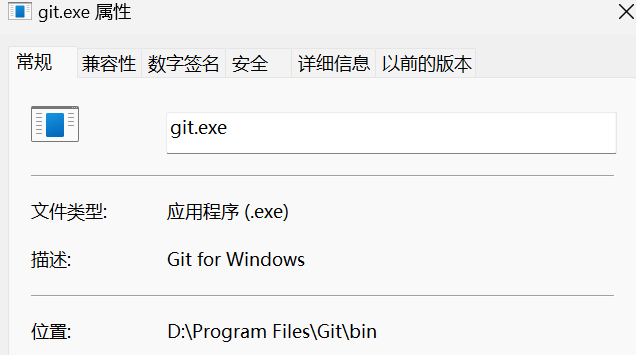 git.exe 属性
常规 兼容性 数字签名 安全 详细信息 以前的版本
git.exe
文件类型: 应用程序 (.exe)
描述: Git for Windows
位置: D:\Program Files\Git\bin